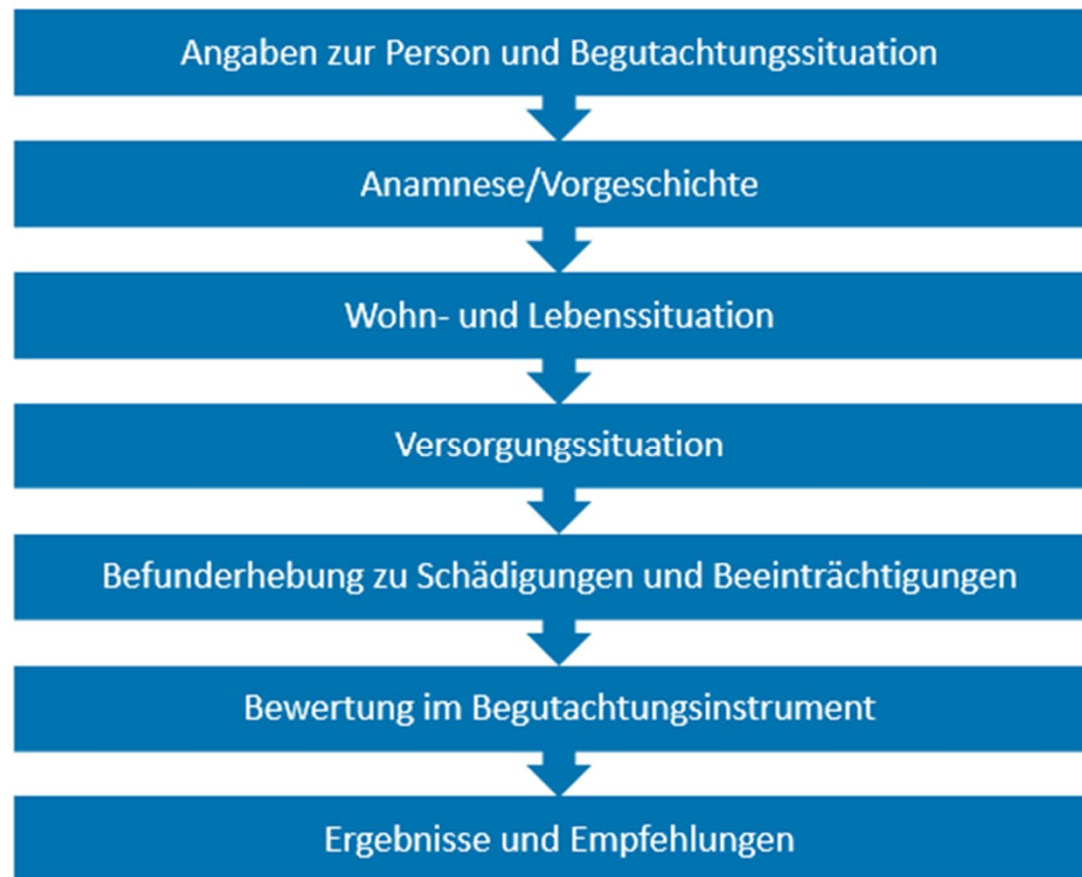 Angaben zur Person und Begutachtungssituation
Anamnese/Vorgeschichte
Wohn- und Lebenssituation
Versorgungssituation
Befunderhebung zu Schädigungen und Beeinträchtigungen
Bewertung im Begutachtungsinstrument
Ergebnisse und Empfehlungen